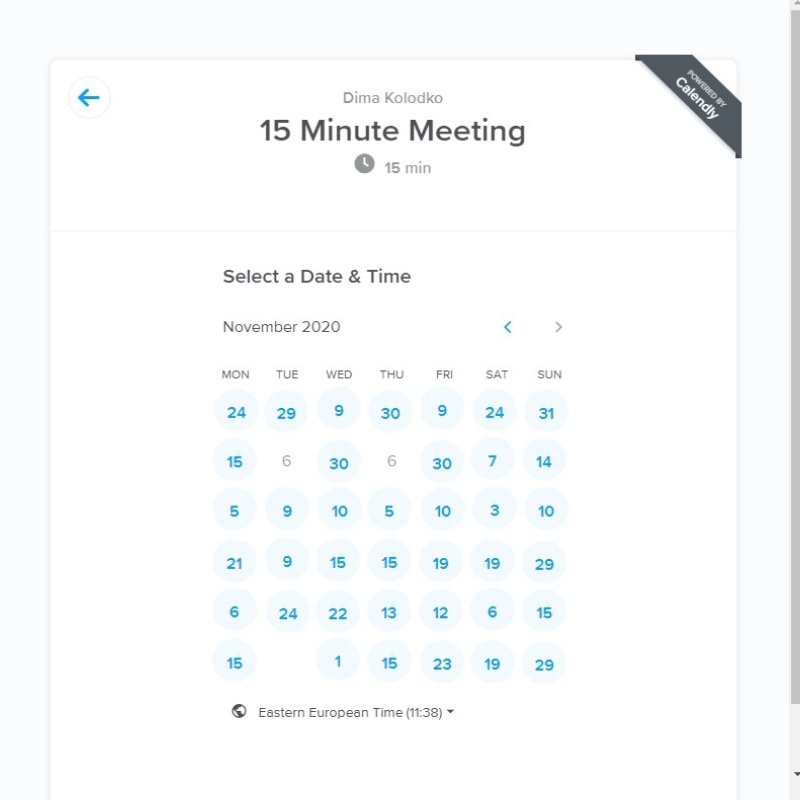 Dima Kolodko
15 Minute Meeting
15 min
POWERED BY
Calendly
Select a Date & Time
November 2020
MON TUE WED THU FRI SAT SUN
24 29 9 30 9 24 31
15 6 30 6 30 7 14
5 9 10 5 10 3 10
21 9 15 15 19 19 29
6 24 22 13 12 6 15
15 1 15 23 19 29
Eastern European Time (11:38)